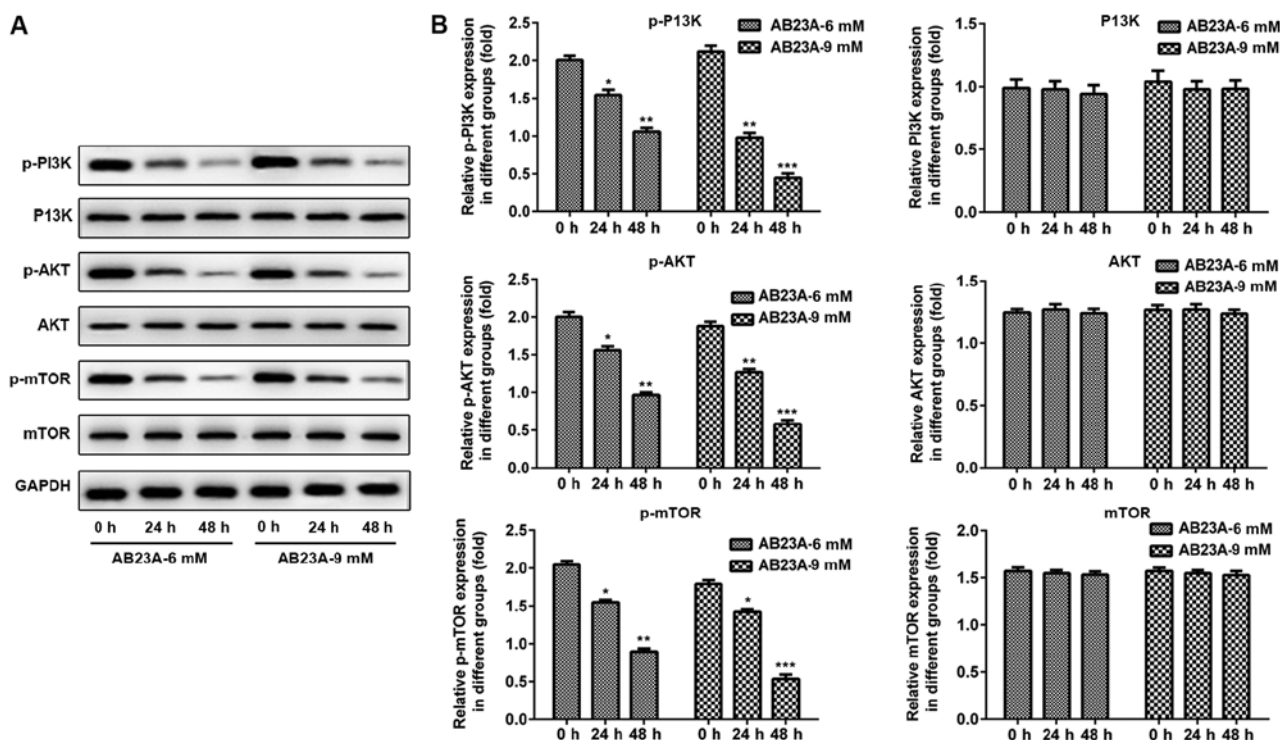 A
p-PI3K
P13K
p-AKT
AKT
p-mTOR
mTOR
GAPDH
0 h 24 h 48 h 0 h 24 h 48 h
AB23A-6 mM AB23A-9 mM
B
p-P13K
AB23A-6 mM
AB23A-9 mM
Relative p-PI3K expression
in different groups (fold)
2.5
2.0
1.5
1.0
0.5
0.0
* ** ** ***
0 h 24 h 48 h 0 h 24 h 48 h
P13K
AB23A-6 mM
AB23A-9 mM
Relative PI3K expression
in different groups (fold)
1.5
1.0
0.5
0.0
0 h 24 h 48 h 0 h 24 h 48 h
p-AKT
AB23A-6 mM
AB23A-9 mM
Relative p-AKT expression
in different groups (fold)
2.5
2.0
1.5
1.0
0.5
0.0
* ** ** ***
0 h 24 h 48 h 0 h 24 h 48 h
AKT
AB23A-6 mM
AB23A-9 mM
Relative AKT expression
in different groups (fold)
1.5
1.0
0.5
0.0
0 h 24 h 48 h 0 h 24 h 48 h
p-mTOR
AB23A-6 mM
AB23A-9 mM
Relative p-mTOR expression
in different groups (fold)
2.5
2.0
1.5
1.0
0.5
0.0
* ** * ***
0 h 24 h 48 h 0 h 24 h 48 h
mTOR
AB23A-6 mM
AB23A-9 mM
Relative mTOR expression
in different groups (fold)
2.0
1.5
1.0
0.5
0.0
0 h 24 h 48 h 0 h 24 h 48 h